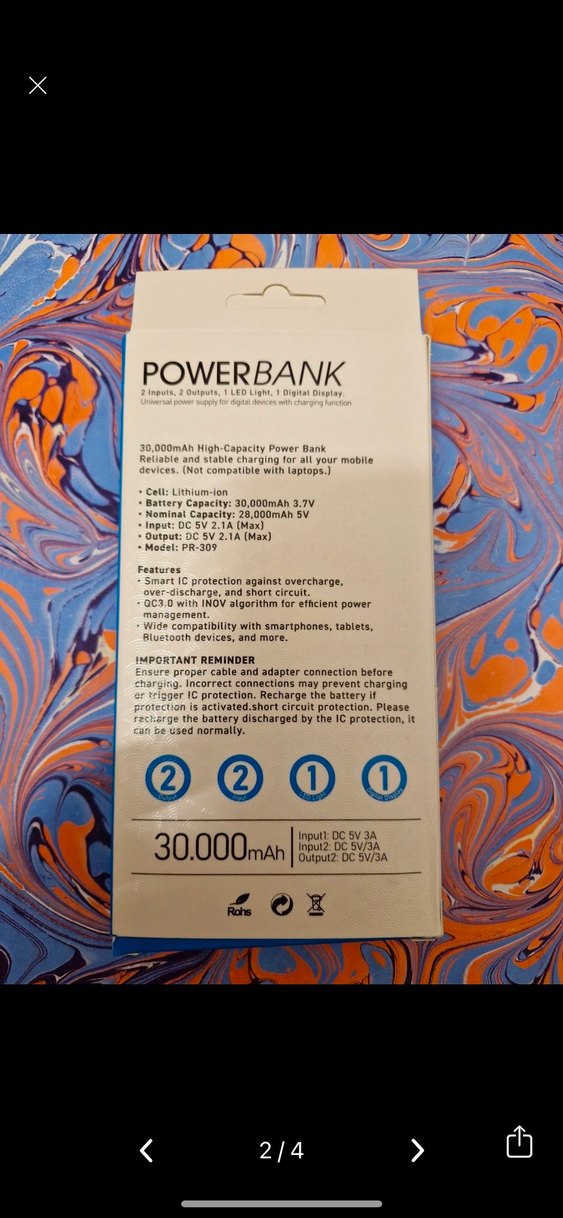 POWERBANK
2 Inputs, 2 Outputs, 1 LED Light, 1 Digital Display.
Universal power supply for digital devices with charging function
30,000mAh High-Capacity Power Bank
Reliable and stable charging for all your mobile
devices. (Not compatible with laptops.)
• Cell: Lithium-ion
• Battery Capacity: 30,000mAh 3.7V
• Nominal Capacity: 28,000mAh 5V
• Input: DC 5V 2.1A (Max)
• Output: DC 5V 2.1A (Max)
• Model: PR-309
Features
• Smart IC protection against overcharge,
over-discharge, and short circuit.
• QC3.0 with INOV algorithm for efficient power
management.
• Wide compatibility with smartphones, tablets,
Bluetooth devices, and more.
IMPORTANT REMINDER
Ensure proper cable and adapter connection before
charging. Incorrect connections may prevent charging
or trigger IC protection. Recharge the battery if
protection is activated.short circuit protection. Please
recharge the battery discharged by the IC protection, it
can be used normally.
2 Output
2 Input
1 LED Light
1 Digital Display
30.000mAh
Input1: DC 5V 3A
Input2: DC 5V/3A
Output2: DC 5V/3A
Rohs
2 / 4